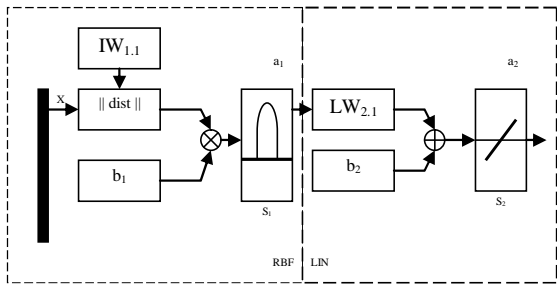 IW1.1
a1
a2
X
|| dist ||
LW2.1
b1
b2
S1
S2
RBF
LIN